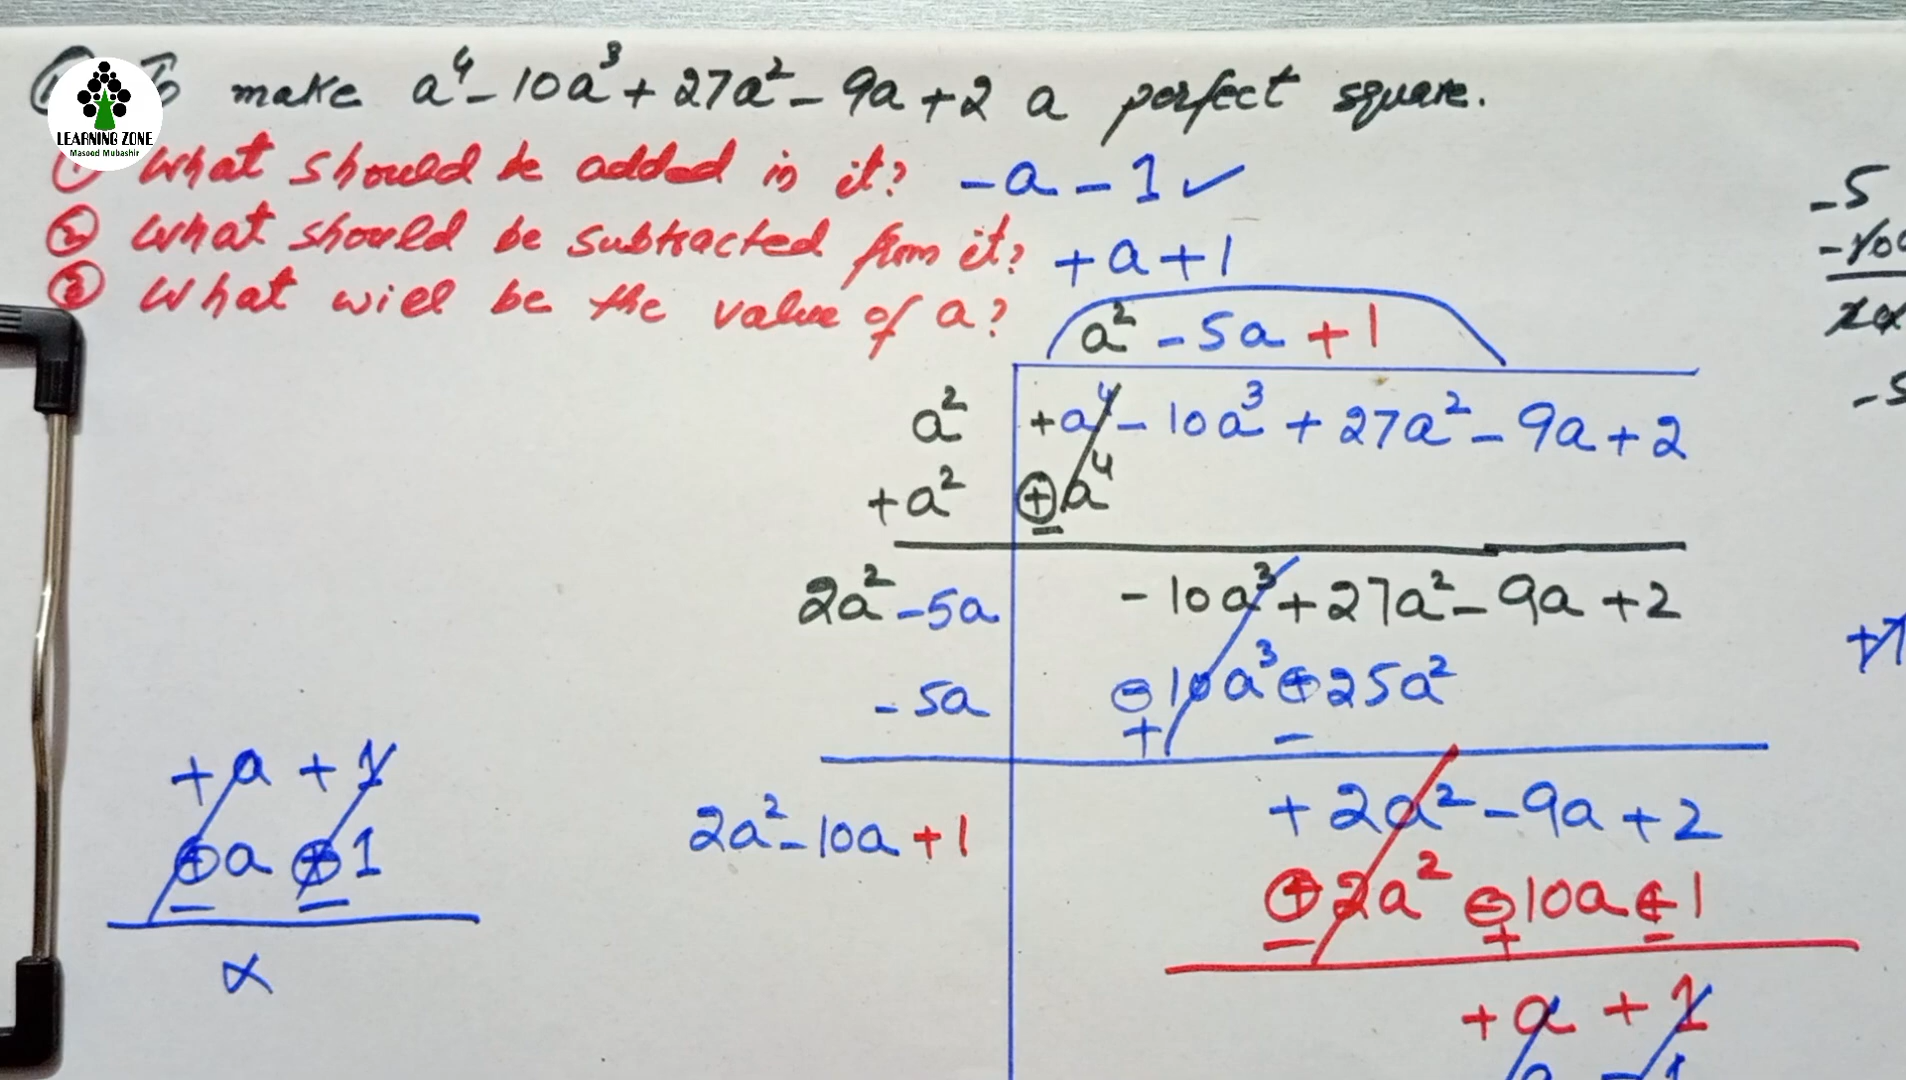 To make a⁴ - 10a³ + 27a² - 9a + 2 a perfect square.
LEARNING ZONE
Masood Mubashir
What should be added in it? - a - 1 ✓
② What should be subtracted from it? + a + 1
③ What will be the value of a?
a² - 5a + 1
a² + a⁴ - 10a³ + 27a² - 9a + 2
+ a² ⊕ a⁴
−
2a² - 5a - 10a³ + 27a² - 9a + 2
- 5a ⊖ 10a³ ⊕ 25a²
+ −
2a² - 10a + 1 + 2a² - 9a + 2
⊕ 2a² ⊖ 10a ⊕ 1
− + −
+ a + 1
+ a + 1
⊕ a ⊕ 1
− −
x
- 5
- 5